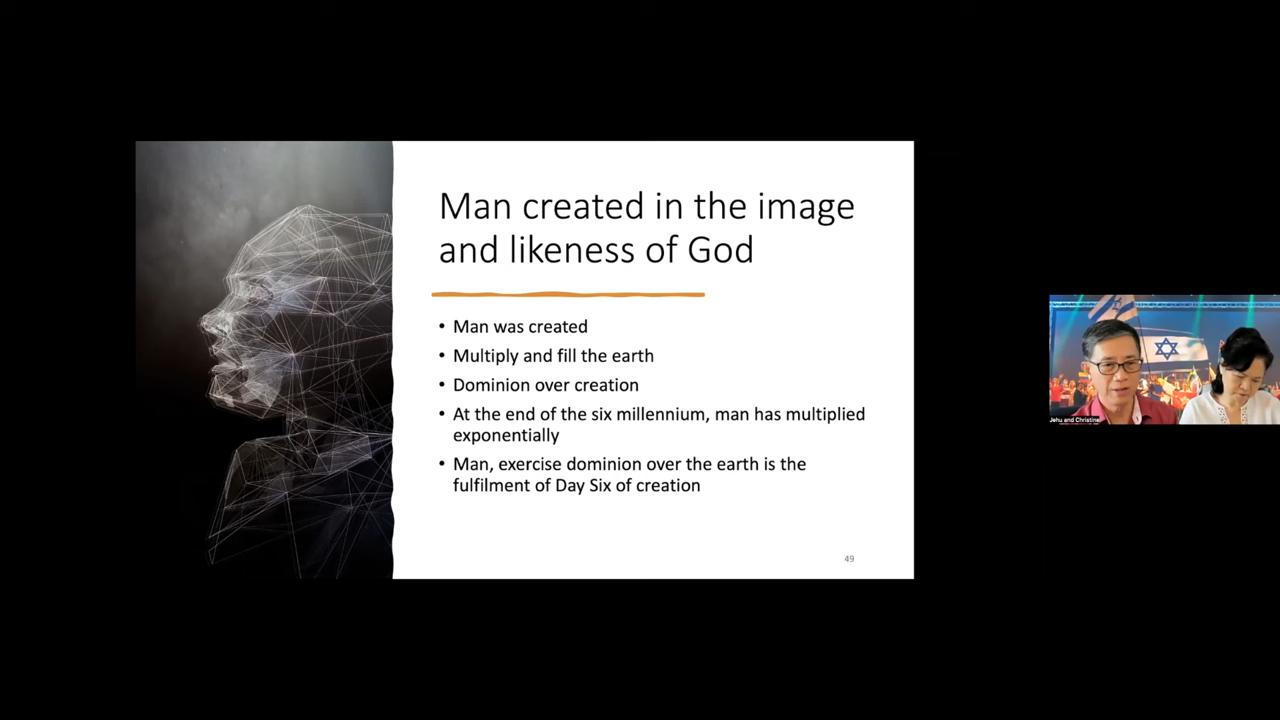 Man created in the image
and likeness of God
• Man was created
• Multiply and fill the earth
• Dominion over creation
• At the end of the six millennium, man has multiplied
exponentially
• Man, exercise dominion over the earth is the
fulfilment of Day Six of creation
49
Jehu and Christine